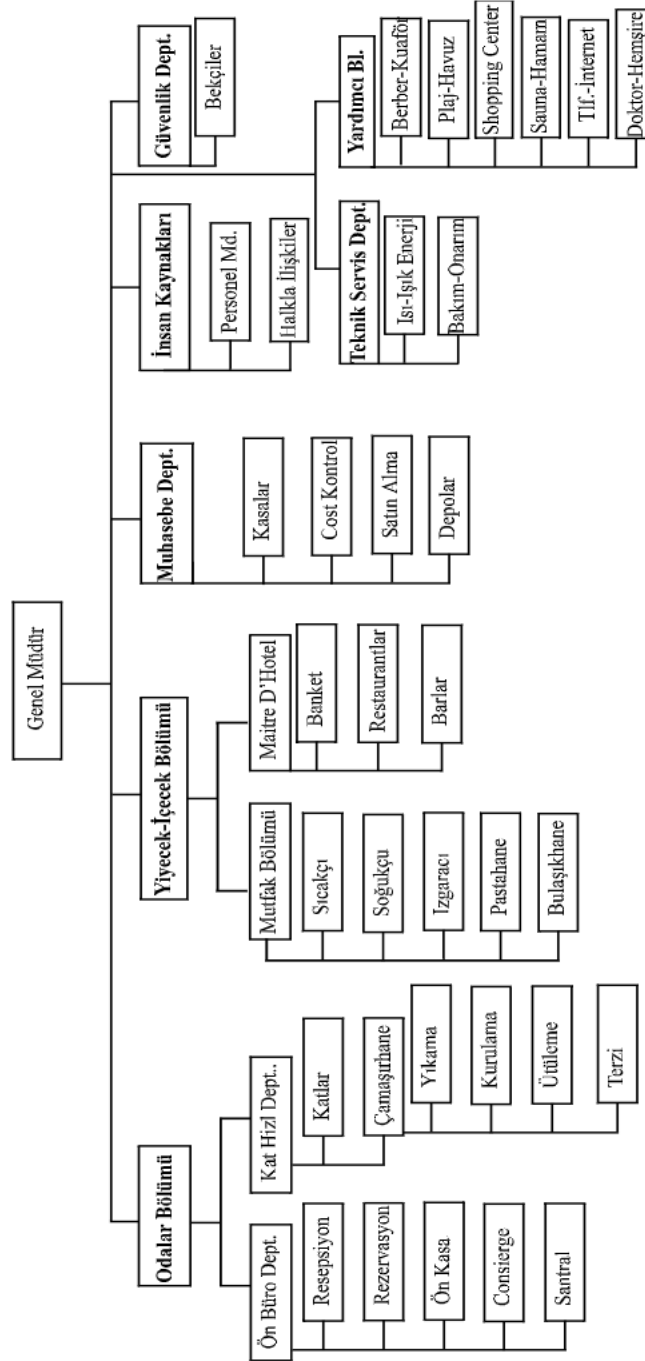 Genel Müdür
Odalar Bölümü
Ön Büro Dept.
Resepsiyon
Rezervasyon
Ön Kasa
Consierge
Santral
Kat Hizl Dept..
Katlar
Çamaşırhane
Yıkama
Kurulama
Ütüleme
Terzi
Yiyecek-İçecek Bölümü
Mutfak Bölümü
Sıcakçı
Soğukçu
Izgaracı
Pastahane
Bulaşıkhane
Maitre D'Hotel
Banket
Restaurantlar
Barlar
Muhasebe Dept.
Kasalar
Cost Kontrol
Satın Alma
Depolar
İnsan Kaynakları
Personel Md.
Halkla İlişkiler
Güvenlik Dept.
Bekçiler
Teknik Servis Dept.
Isı-Işık Enerji
Bakım-Onarım
Yardımcı Bl.
Berber-Kuaför
Plaj-Havuz
Shopping Center
Sauna-Hamam
Tlf.-İnternet
Doktor-Hemşire